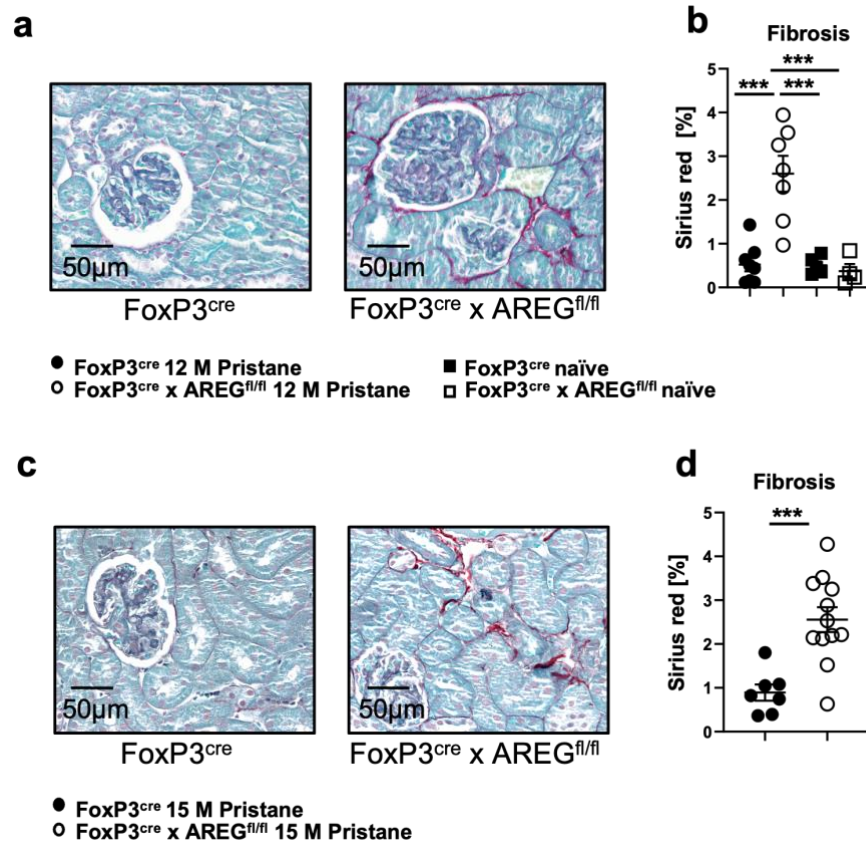 a
b
Fibrosis
***
*** ***
Sirius red [%]
5
4
3
2
1
0
50µm
50µm
FoxP3ᶜʳᵉ
FoxP3ᶜʳᵉ x AREGᶠˡ/ᶠˡ
● FoxP3ᶜʳᵉ 12 M Pristane
○ FoxP3ᶜʳᵉ x AREGᶠˡ/ᶠˡ 12 M Pristane
■ FoxP3ᶜʳᵉ naïve
□ FoxP3ᶜʳᵉ x AREGᶠˡ/ᶠˡ naïve
c
d
Fibrosis
***
Sirius red [%]
5
4
3
2
1
0
50µm
50µm
FoxP3ᶜʳᵉ
FoxP3ᶜʳᵉ x AREGᶠˡ/ᶠˡ
● FoxP3ᶜʳᵉ 15 M Pristane
○ FoxP3ᶜʳᵉ x AREGᶠˡ/ᶠˡ 15 M Pristane